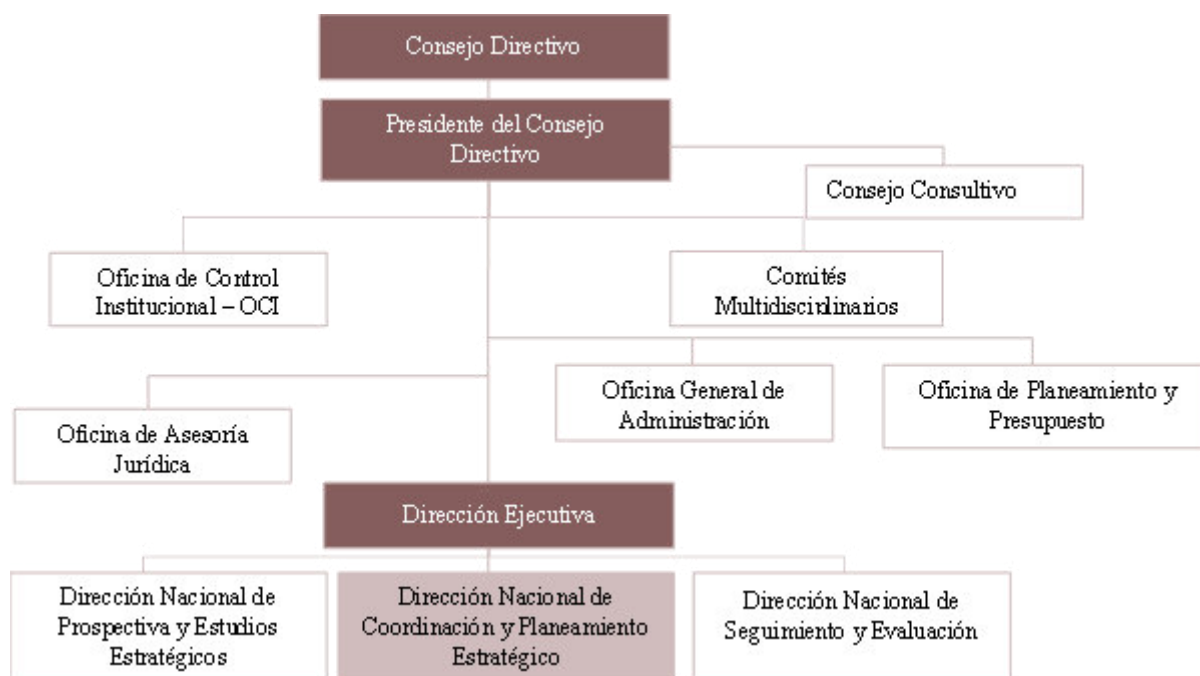 Consejo Directivo
Presidente del Consejo
Directivo
Consejo Consultivo
Oficina de Control
Institucional – OCI
Comités
Multidisciplinarios
Oficina General de
Administración
Oficina de Planeamiento y
Presupuesto
Oficina de Asesoría
Jurídica
Dirección Ejecutiva
Dirección Nacional de
Prospectiva y Estudios
Estratégicos
Dirección Nacional de
Coordinación y Planeamiento
Estratégico
Dirección Nacional de
Seguimiento y Evaluación